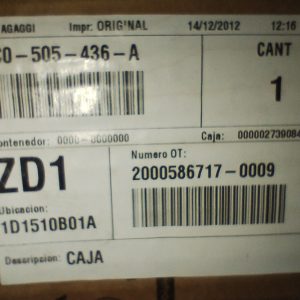 AGAGGI Impr: ORIGINAL 14/12/2012 12:16
CO-505-436-A
CANT
1
Contenedor: 0000-0000000 Caja: 000002739084
ZD1
Numero OT:
2000586717-0009
Ubicacion:
1D1510B01A
Descripcion: CAJA